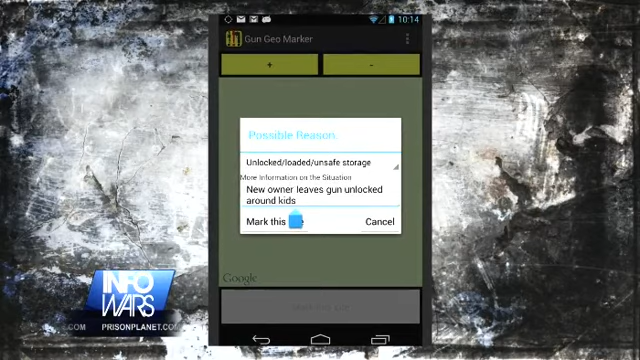 10:14
Gun Geo Marker
+
-
Possible Reason.
Unlocked/loaded/unsafe storage
More Information on the Situation
New owner leaves gun unlocked
around kids
Mark this
Cancel
Google
INFO
WARS
.COM PRISONPLANET.COM